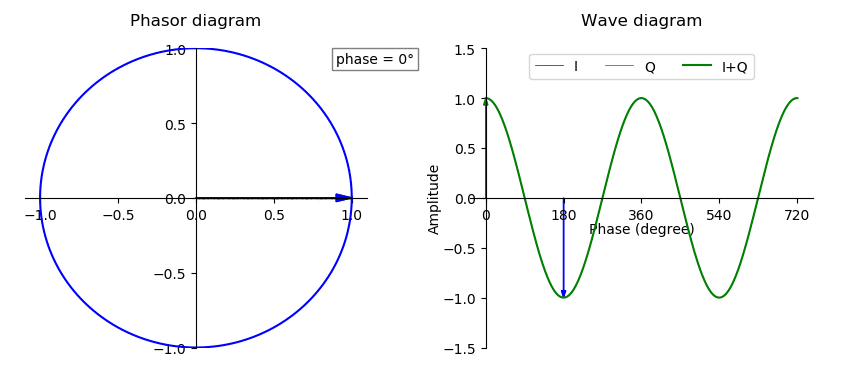 Phasor diagram
phase = 0°
1.0
0.5
0.0
−0.5
−1.0
−1.0 −0.5 0.0 0.5 1.0
Wave diagram
I Q I+Q
Amplitude
1.5
1.0
0.5
0.0
−0.5
−1.0
−1.5
0 180 360 540 720
Phase (degree)